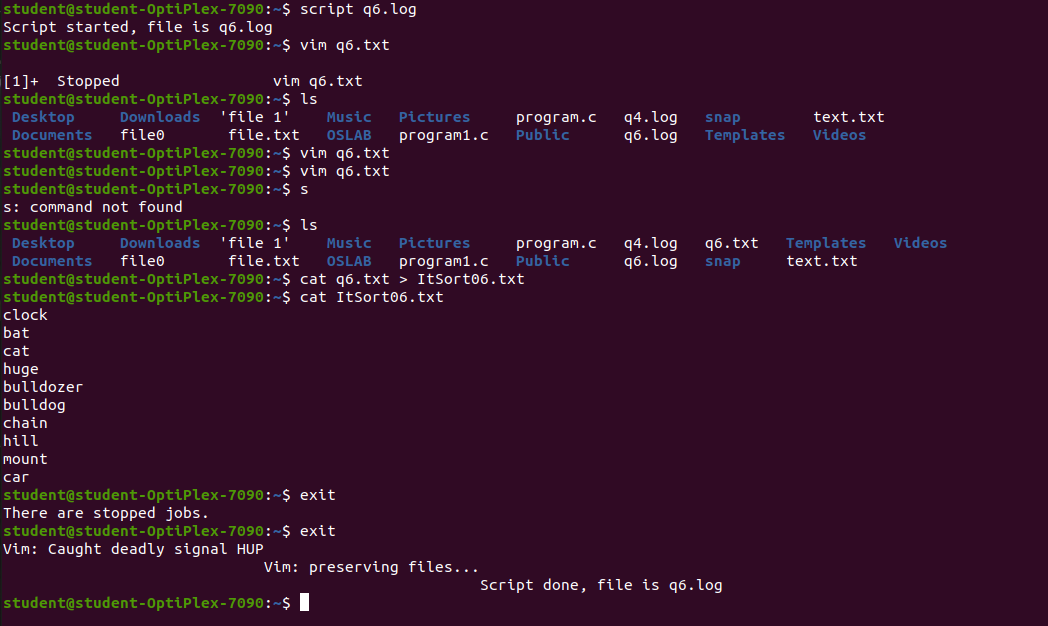 student@student-OptiPlex-7090:~$ script q6.log
Script started, file is q6.log
student@student-OptiPlex-7090:~$ vim q6.txt
[1]+  Stopped                 vim q6.txt
student@student-OptiPlex-7090:~$ ls
 Desktop     Downloads  'file 1'    Music   Pictures     program.c   q4.log   snap        text.txt
 Documents   file0       file.txt   OSLAB   program1.c   Public      q6.log   Templates   Videos
student@student-OptiPlex-7090:~$ vim q6.txt
student@student-OptiPlex-7090:~$ vim q6.txt
student@student-OptiPlex-7090:~$ s
s: command not found
student@student-OptiPlex-7090:~$ ls
 Desktop     Downloads  'file 1'    Music   Pictures     program.c   q4.log   q6.txt   Templates   Videos
 Documents   file0       file.txt   OSLAB   program1.c   Public      q6.log   snap     text.txt
student@student-OptiPlex-7090:~$ cat q6.txt > ItSort06.txt
student@student-OptiPlex-7090:~$ cat ItSort06.txt
clock
bat
cat
huge
bulldozer
bulldog
chain
hill
mount
car
student@student-OptiPlex-7090:~$ exit
There are stopped jobs.
student@student-OptiPlex-7090:~$ exit
Vim: Caught deadly signal HUP
Vim: preserving files...
Script done, file is q6.log
student@student-OptiPlex-7090:~$